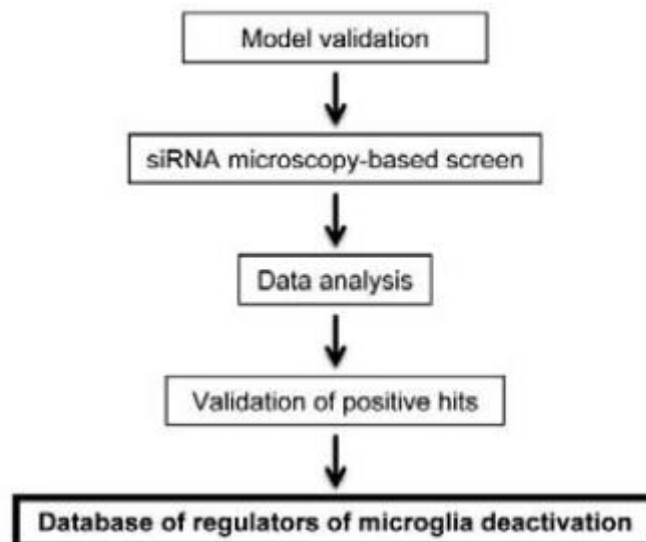 Model validation
siRNA microscopy-based screen
Data analysis
Validation of positive hits
Database of regulators of microglia deactivation